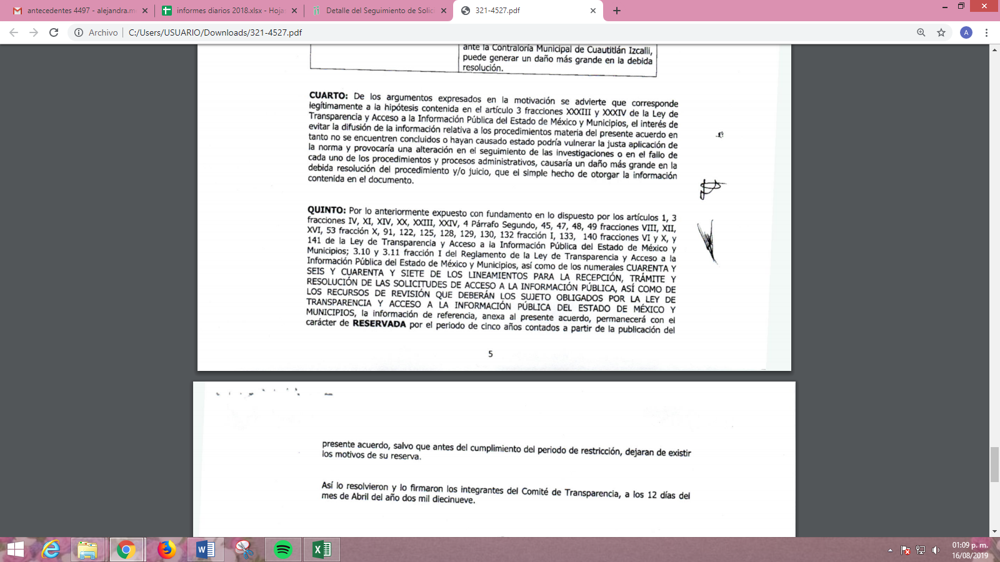 antecedentes 4497 - alejandra.m
informes diarios 2018.xlsx - Hoja
Detalle del Seguimiento de Solic
321-4527.pdf
Archivo
C:/Users/USUARIO/Downloads/321-4527.pdf
A
ante la Contraloría Municipal de Cuautitlán Izcalli,
puede generar un daño más grande en la debida
resolución.
CUARTO: De los argumentos expresados en la motivación se advierte que corresponde
legítimamente a la hipótesis contenida en el artículo 3 fracciones XXXIII y XXXIV de la Ley de
Transparencia y Acceso a la Información Pública del Estado de México y Municipios, el interés de
evitar la difusión de la información relativa a los procedimientos materia del presente acuerdo en
tanto no se encuentren concluidos o hayan causado estado podría vulnerar la justa aplicación de
la norma y provocaría una alteración en el seguimiento de las investigaciones o en el fallo de
cada uno de los procedimientos y procesos administrativos, causaría un daño más grande en la
debida resolución del procedimiento y/o juicio, que el simple hecho de otorgar la información
contenida en el documento.
QUINTO: Por lo anteriormente expuesto con fundamento en lo dispuesto por los artículos 1, 3
fracciones IV, XI, XIV, XX, XXIII, XXIV, 4 Párrafo Segundo, 45, 47, 48, 49 fracciones VIII, XII,
XVI, 53 fracción X, 91, 122, 125, 128, 129, 130, 132 fracción I, 133, 140 fracciones VI y X, y
141 de la Ley de Transparencia y Acceso a la Información Pública del Estado de México y
Municipios; 3.10 y 3.11 fracción I del Reglamento de la Ley de Transparencia y Acceso a la
Información Pública del Estado de México y Municipios, así como de los numerales CUARENTA Y
SEIS Y CUARENTA Y SIETE DE LOS LINEAMIENTOS PARA LA RECEPCIÓN, TRÁMITE Y
RESOLUCIÓN DE LAS SOLICITUDES DE ACCESO A LA INFORMACIÓN PÚBLICA, ASÍ COMO DE
LOS RECURSOS DE REVISIÓN QUE DEBERÁN LOS SUJETO OBLIGADOS POR LA LEY DE
TRANSPARENCIA Y ACCESO A LA INFORMACIÓN PÚBLICA DEL ESTADO DE MÉXICO Y
MUNICIPIOS, la información de referencia, anexa al presente acuerdo, permanecerá con el
carácter de RESERVADA por el periodo de cinco años contados a partir de la publicación del
5
presente acuerdo, salvo que antes del cumplimiento del periodo de restricción, dejaran de existir
los motivos de su reserva.
Así lo resolvieron y lo firmaron los integrantes del Comité de Transparencia, a los 12 días del
mes de Abril del año dos mil diecinueve.
01:09 p. m.
16/08/2019